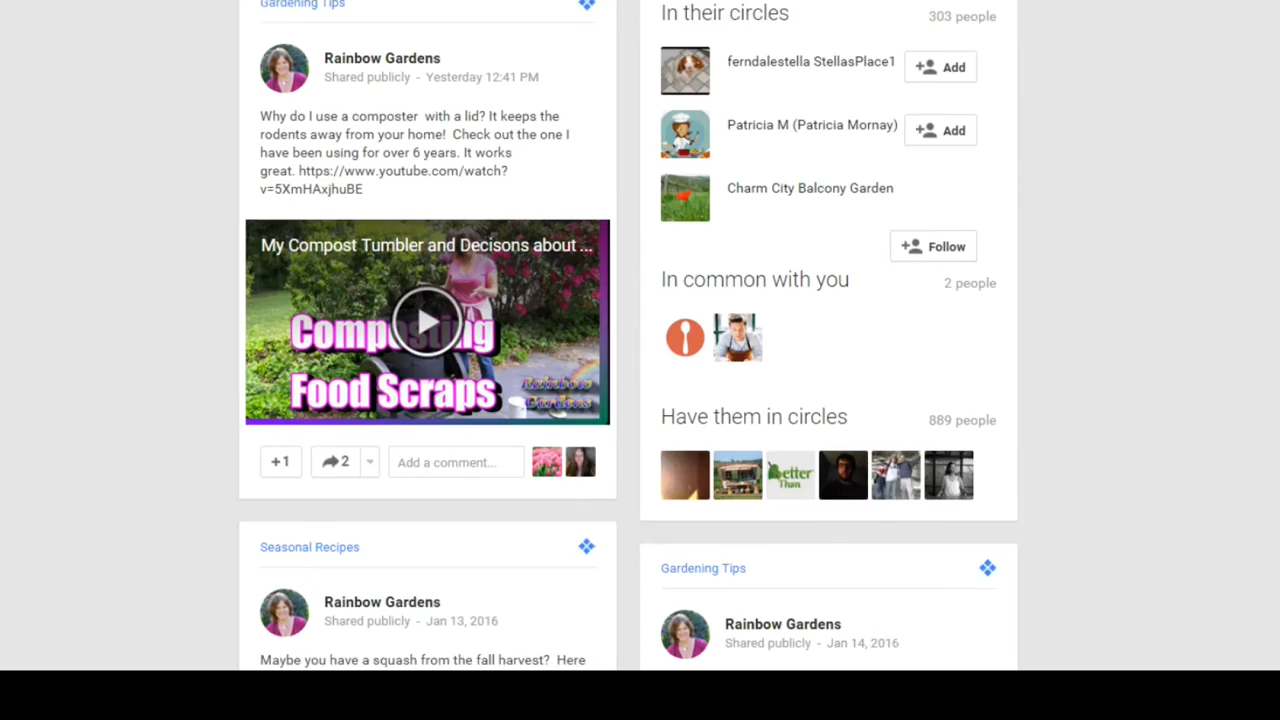 Gardening Tips
Rainbow Gardens
Shared publicly - Yesterday 12:41 PM
Why do I use a composter with a lid? It keeps the
rodents away from your home! Check out the one I
have been using for over 6 years. It works
great. https://www.youtube.com/watch?
v=5XmHAxjhuBE
My Compost Tumbler and Decisons about ...
Composting
Food Scraps
Rainbow
Gardens
+1
2
Add a comment...
Seasonal Recipes
Rainbow Gardens
Shared publicly - Jan 13, 2016
Maybe you have a squash from the fall harvest? Here
In their circles
303 people
ferndalestella StellasPlace1
Add
Patricia M (Patricia Mornay)
Add
Charm City Balcony Garden
Follow
In common with you
2 people
Have them in circles
889 people
Better
Than
Gardening Tips
Rainbow Gardens
Shared publicly - Jan 14, 2016